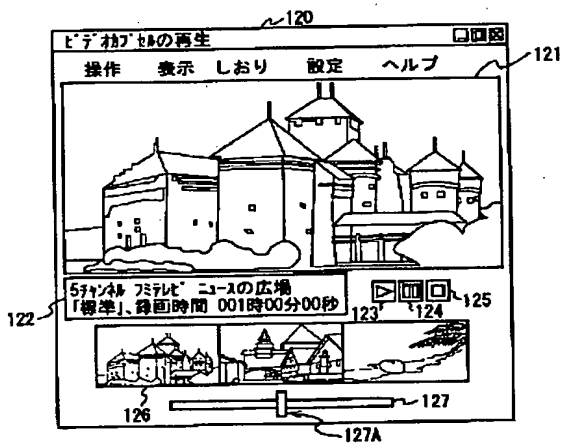 120
ﾋﾞﾃﾞｵｶﾌﾟｾﾙの再生
操作 表示 しおり 設定 ヘルプ
121
5ﾁｬﾝﾈﾙ フミテレビ ニュースの広場
「標準」、録画時間 001時00分00秒
122
123
124
125
126
127
127A